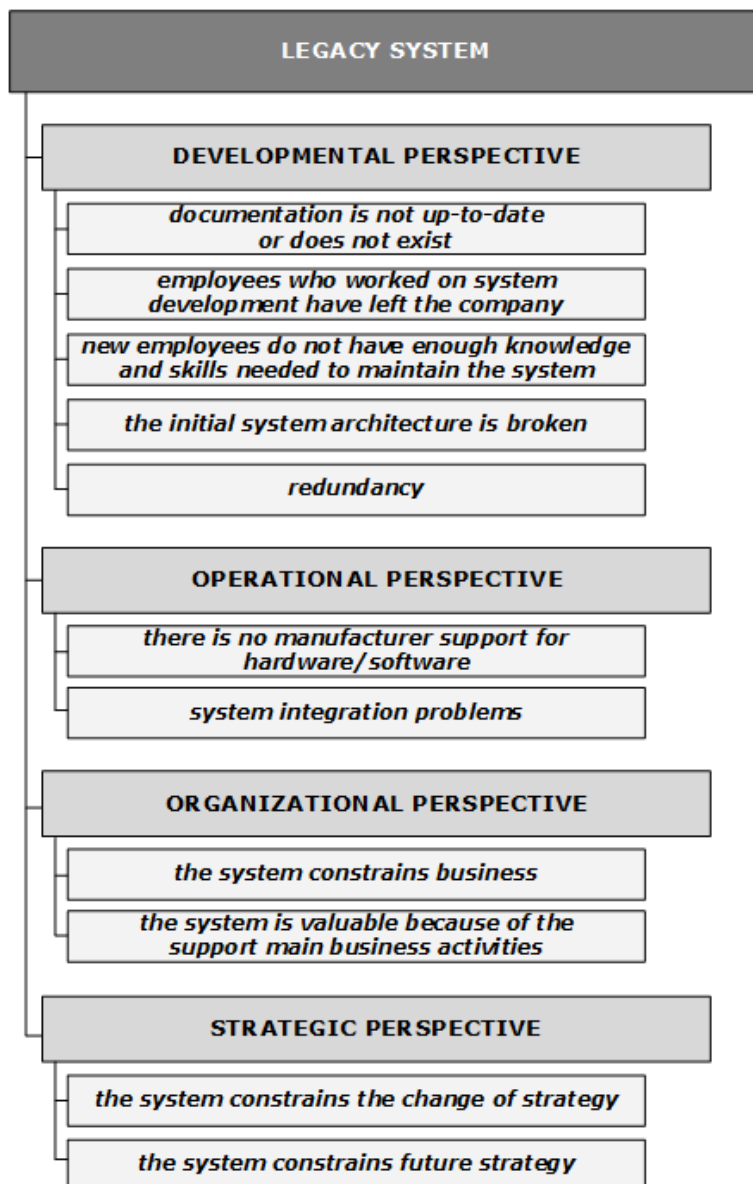 LEGACY SYSTEM
DEVELOPMENTAL PERSPECTIVE
documentation is not up-to-date
or does not exist
employees who worked on system
development have left the company
new employees do not have enough knowledge
and skills needed to maintain the system
the initial system architecture is broken
redundancy
OPERATIONAL PERSPECTIVE
there is no manufacturer support for
hardware/software
system integration problems
ORGANIZATIONAL PERSPECTIVE
the system constrains business
the system is valuable because of the
support main business activities
STRATEGIC PERSPECTIVE
the system constrains the change of strategy
the system constrains future strategy